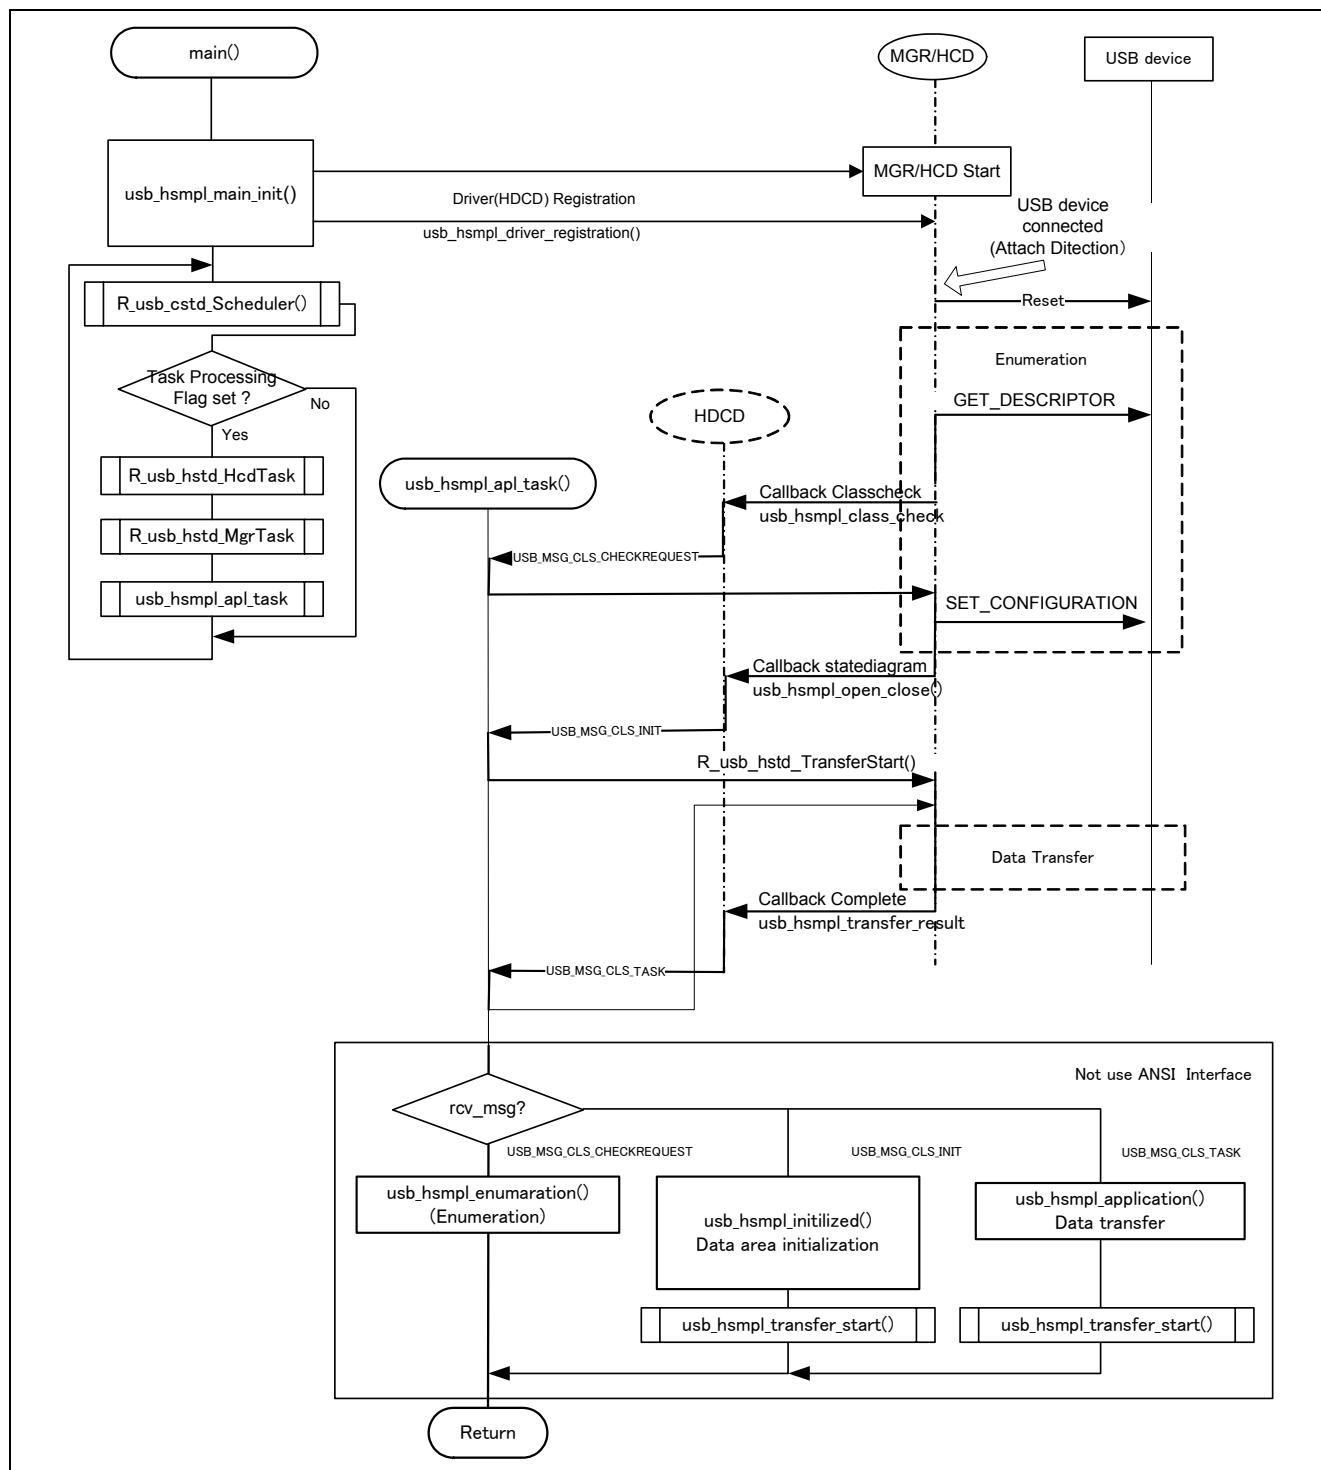 main()
MGR/HCD
USB device
usb_hsmpl_main_init()
MGR/HCD Start
Driver(HDCD) Registration
usb_hsmpl_driver_registration()
USB device
connected
(Attach Ditection)
R_usb_cstd_Scheduler()
Reset
Enumeration
Task Processing
Flag set ?
No
Yes
GET_DESCRIPTOR
HDCD
R_usb_hstd_HcdTask
usb_hsmpl_apl_task()
Callback Classcheck
usb_hsmpl_class_check
R_usb_hstd_MgrTask
USB_MSG_CLS_CHECKREQUEST
usb_hsmpl_apl_task
SET_CONFIGURATION
Callback statediagram
usb_hsmpl_open_close()
USB_MSG_CLS_INIT
R_usb_hstd_TransferStart()
Data Transfer
Callback Complete
usb_hsmpl_transfer_result
USB_MSG_CLS_TASK
Not use ANSI Interface
rcv_msg?
USB_MSG_CLS_CHECKREQUEST
USB_MSG_CLS_INIT
USB_MSG_CLS_TASK
usb_hsmpl_enumaration()
(Enumeration)
usb_hsmpl_initilized()
Data area initialization
usb_hsmpl_application()
Data transfer
usb_hsmpl_transfer_start()
usb_hsmpl_transfer_start()
Return